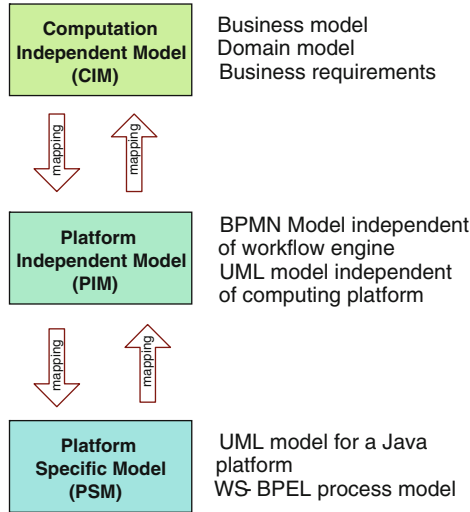 Computation
Independent Model
(CIM)
Business model
Domain model
Business requirements
mapping
mapping
Platform
Independent Model
(PIM)
BPMN Model independent
of workflow engine
UML model independent
of computing platform
mapping
mapping
Platform
Specific Model
(PSM)
UML model for a Java
platform
WS- BPEL process model